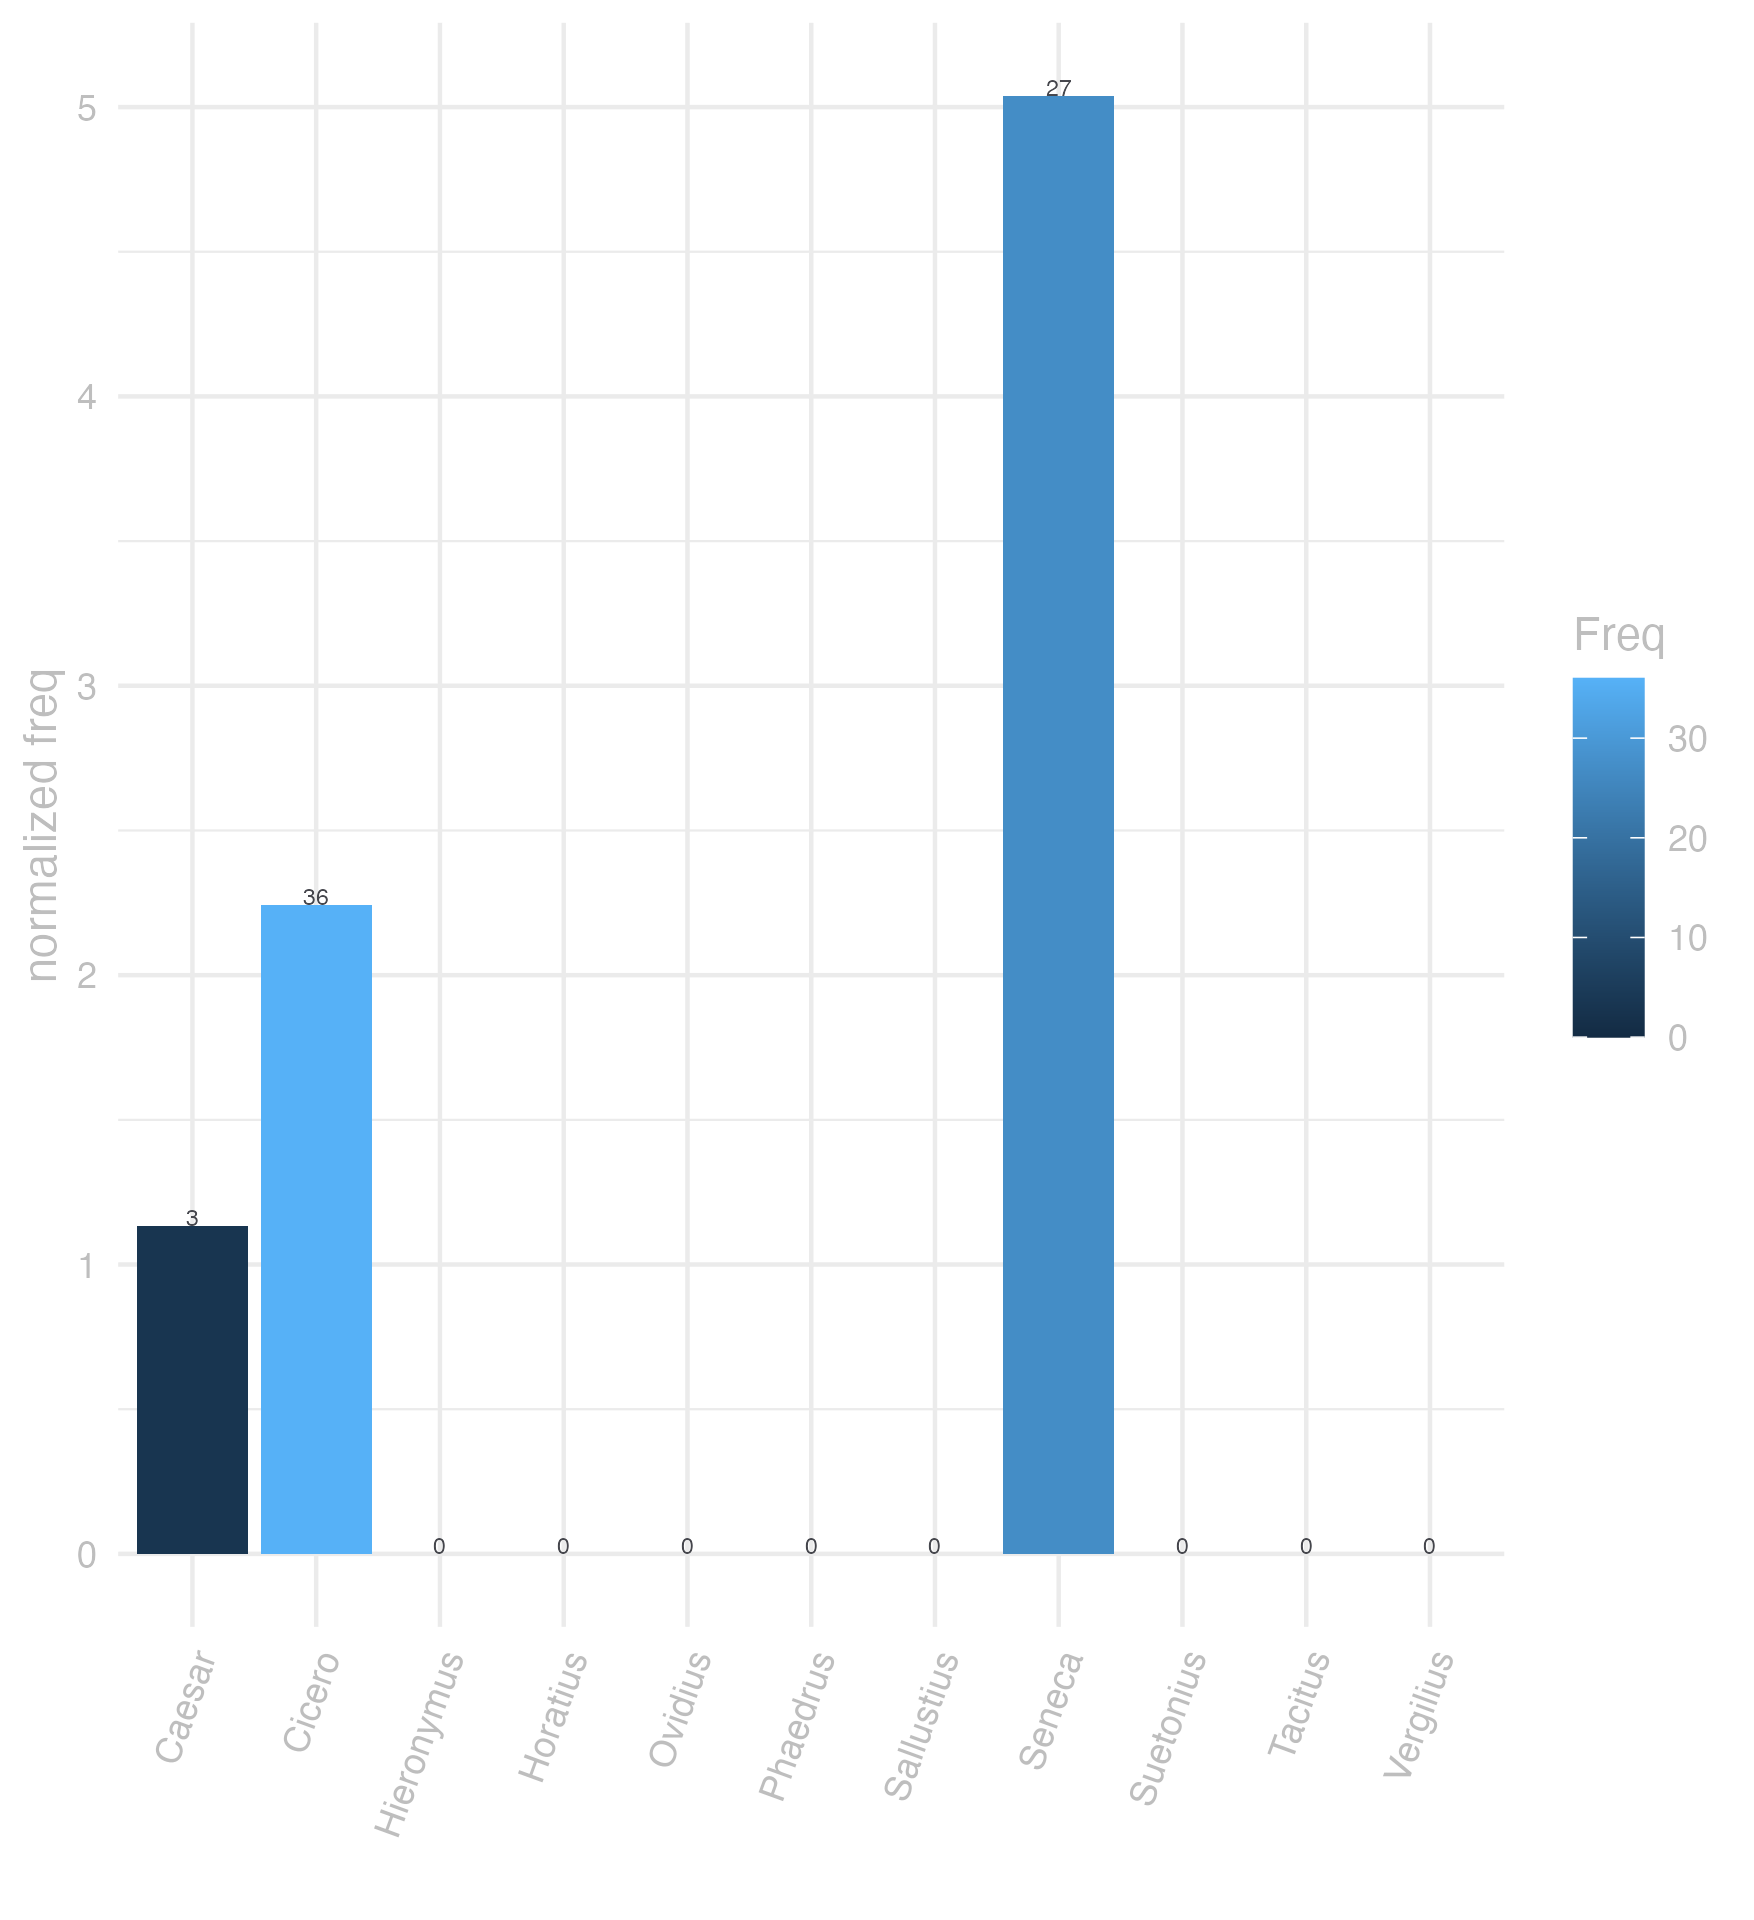 normalized freq
5
4
3
2
1
0
3
36
0
0
0
0
0
27
0
0
0
Caesar
Cicero
Hieronymus
Horatius
Ovidius
Phaedrus
Sallustius
Seneca
Suetonius
Tacitus
Vergilius
Freq
30
20
10
0